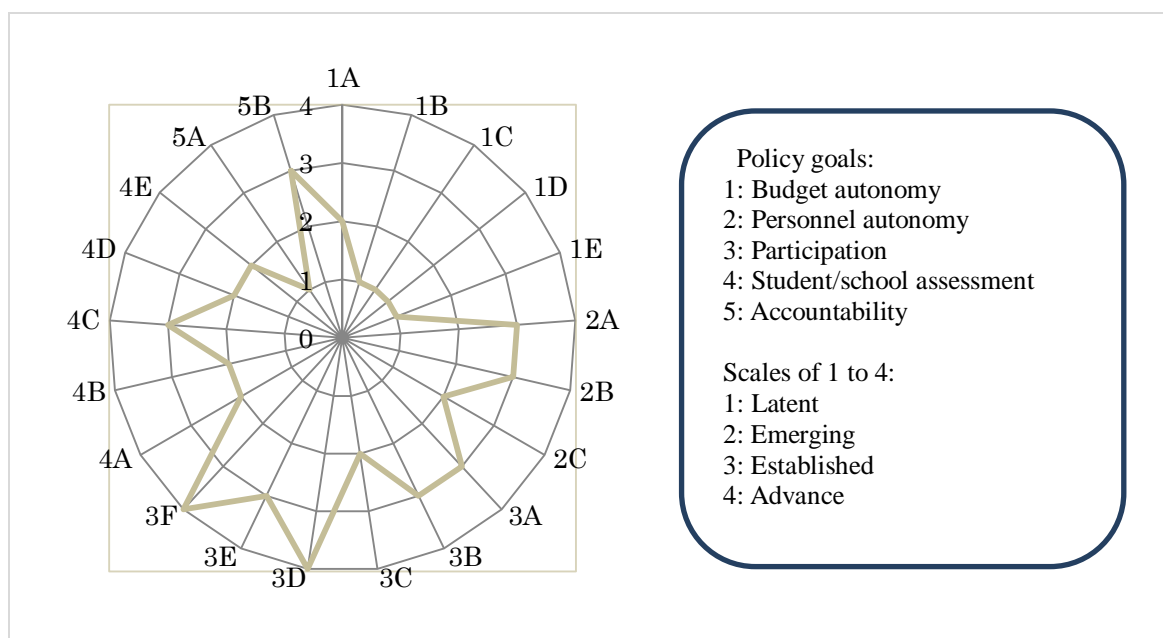 1A
5B
4
1B
5A
1C
4E
3
1D
4D
2
1E
1
4C
2A
0
4B
2B
4A
2C
3F
3A
3E
3B
3D
3C
Policy goals:
1: Budget autonomy
2: Personnel autonomy
3: Participation
4: Student/school assessment
5: Accountability
Scales of 1 to 4:
1: Latent
2: Emerging
3: Established
4: Advance